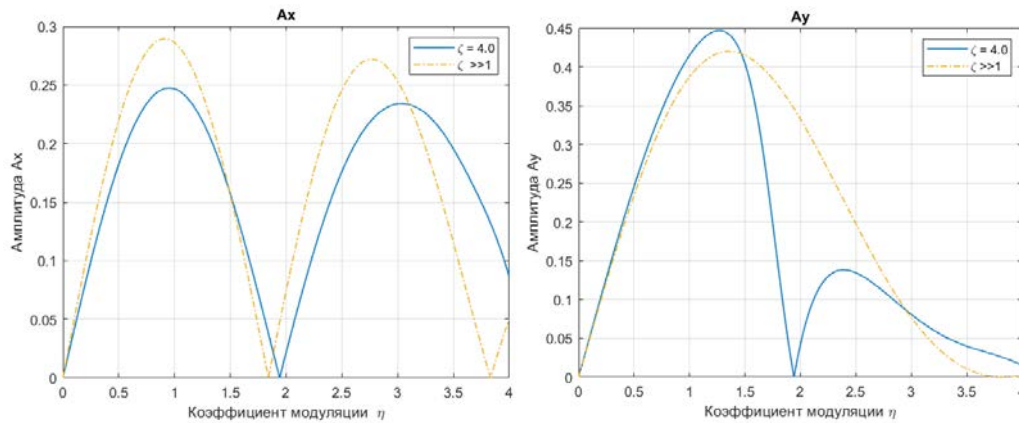 Ax
Амплитуда Ax
0.3
0.25
0.2
0.15
0.1
0.05
0
0 0.5 1 1.5 2 2.5 3 3.5 4
Коэффициент модуляции η
ζ = 4.0
ζ >>1
Ay
Амплитуда Ay
0.45
0.4
0.35
0.3
0.25
0.2
0.15
0.1
0.05
0
0 0.5 1 1.5 2 2.5 3 3.5 4
Коэффициент модуляции η
ζ = 4.0
ζ >>1